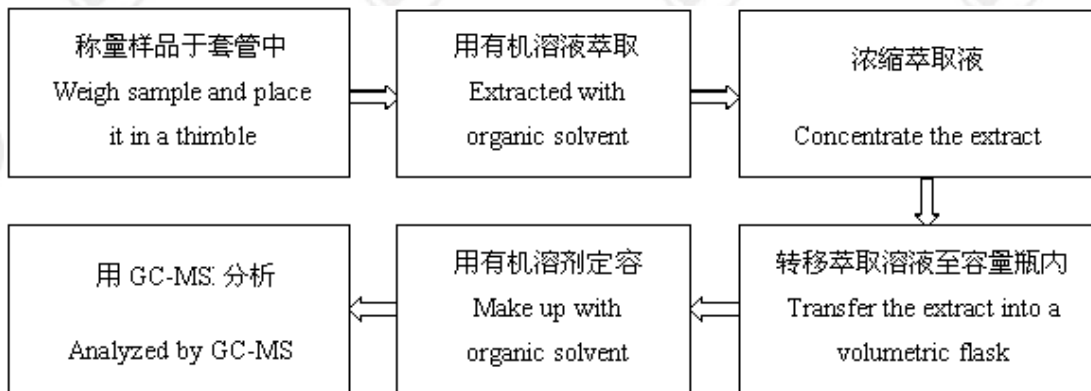 称量样品于套管中
Weigh sample and place
it in a thimble
用有机溶液萃取
Extracted with
organic solvent
浓缩萃取液
Concentrate the extract
转移萃取溶液至容量瓶内
Transfer the extract into a
volumetric flask
用有机溶剂定容
Make up with
organic solvent
用 GC-MS 分析
Analyzed by GC-MS